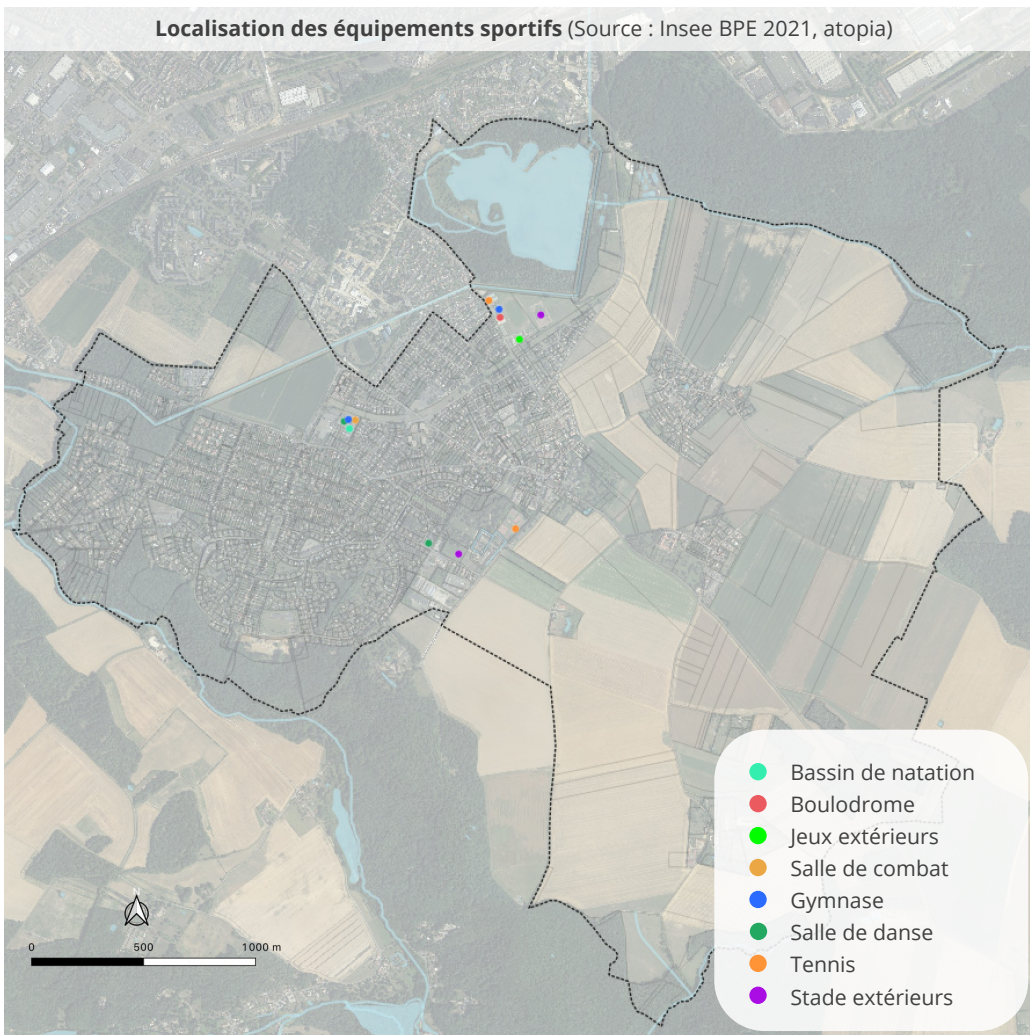 Localisation des équipements sportifs (Source : Insee BPE 2021, atopia)
Bassin de natation
Boulodrome
Jeux extérieurs
Salle de combat
Gymnase
Salle de danse
Tennis
Stade extérieurs
N
0 500 1000 m